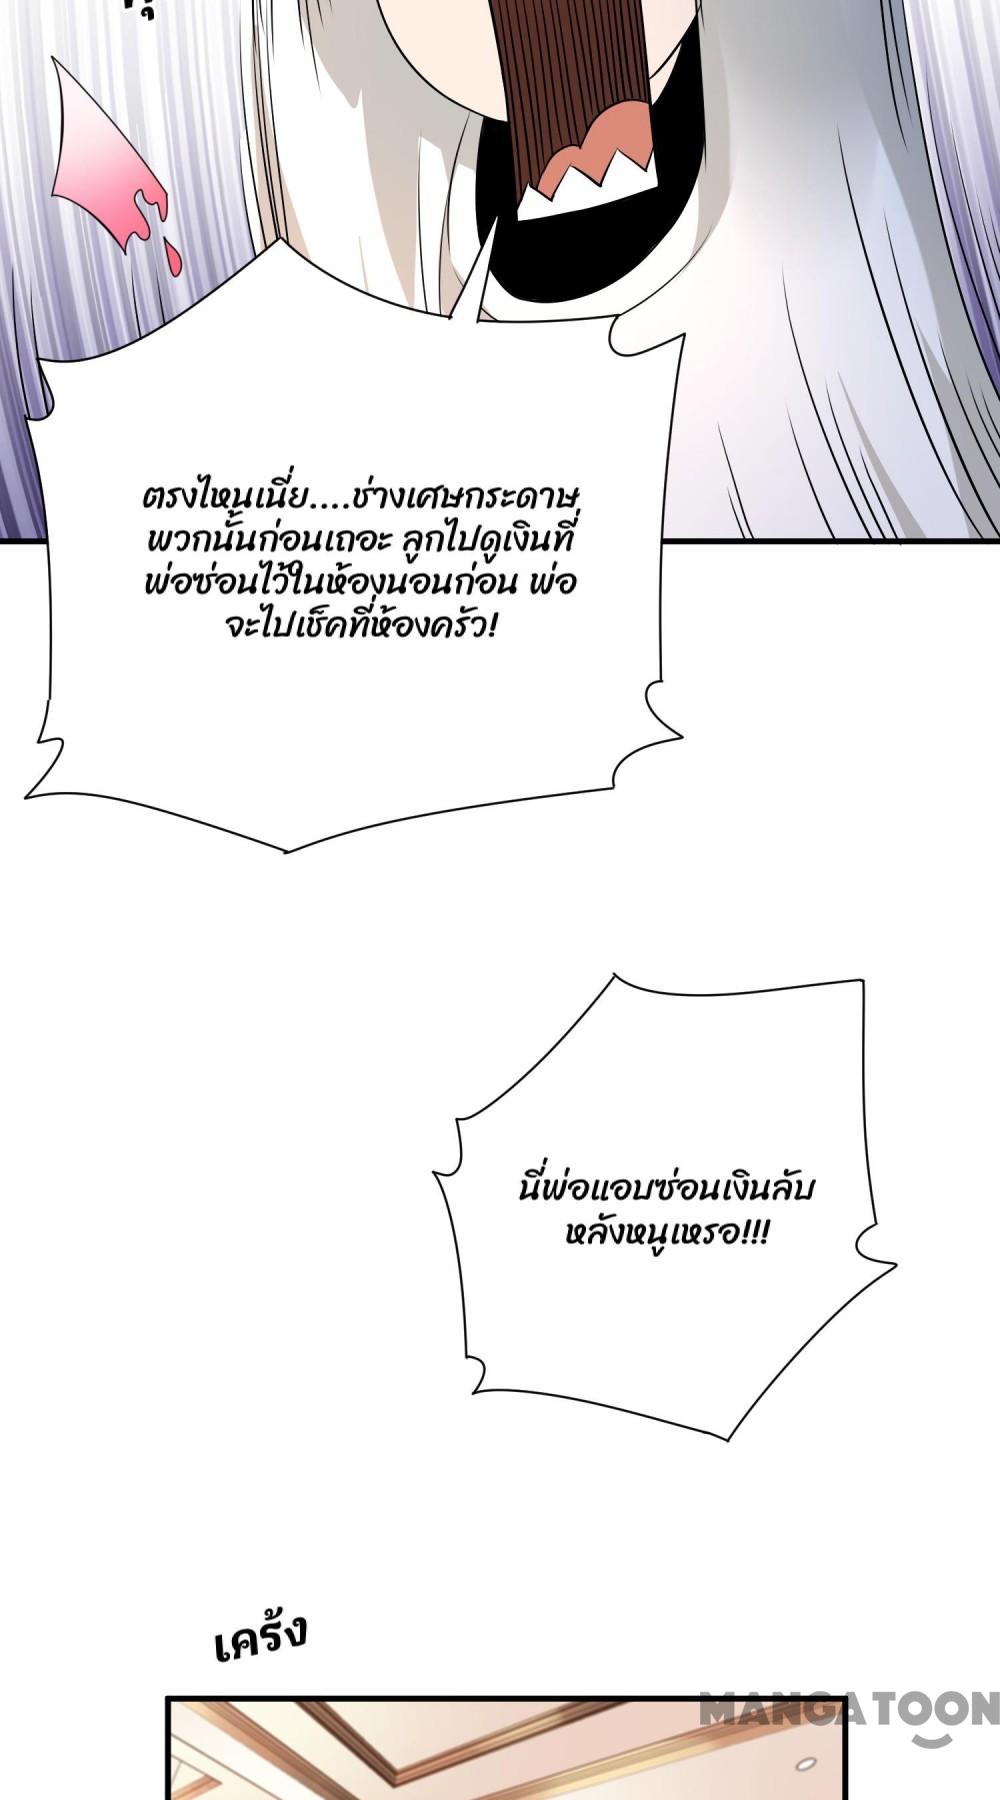 ตรงไหนเนี่ย....ช่างเศษกระดาษ
พวกนั้นก่อนเถอะ ลูกไปดูเงินที่
พ่อซ่อนไว้ในห้องนอนก่อน พ่อ
จะไปเช็คที่ห้องครัว!
นี่พ่อแอบซ่อนเงินลับ
หลังหนูเหรอ!!!
เคร้ง
MANGATOON